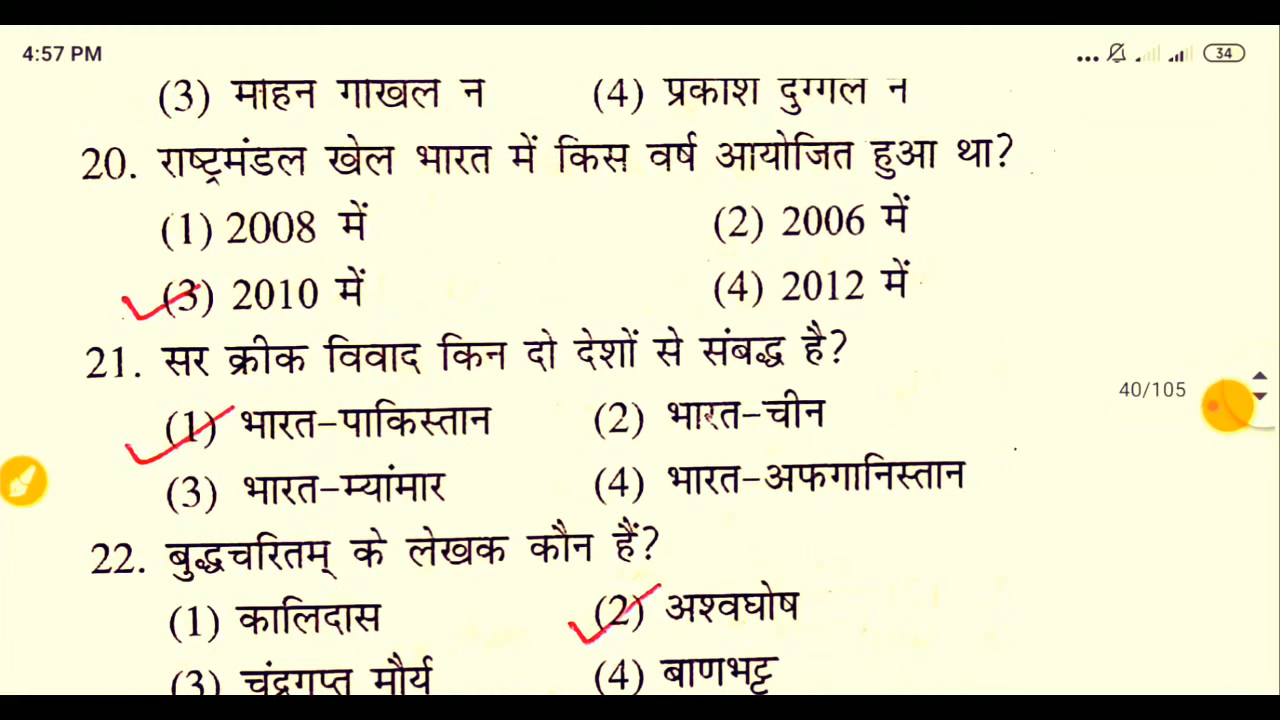 4:57 PM
34
(3) माहन गाखल न (4) प्रकाश दुग्गल न
20. राष्ट्रमंडल खेल भारत में किस वर्ष आयोजित हुआ था?
(1) 2008 में (2) 2006 में
(3) 2010 में (4) 2012 में
21. सर क्रीक विवाद किन दो देशों से संबद्ध है?
40/105
(1) भारत-पाकिस्तान (2) भारत-चीन
(3) भारत-म्यांमार (4) भारत-अफगानिस्तान
22. बुद्धचरितम् के लेखक कौन हैं?
(1) कालिदास (2) अश्वघोष
(3) चंद्रगुप्त मौर्य (4) बाणभट्ट